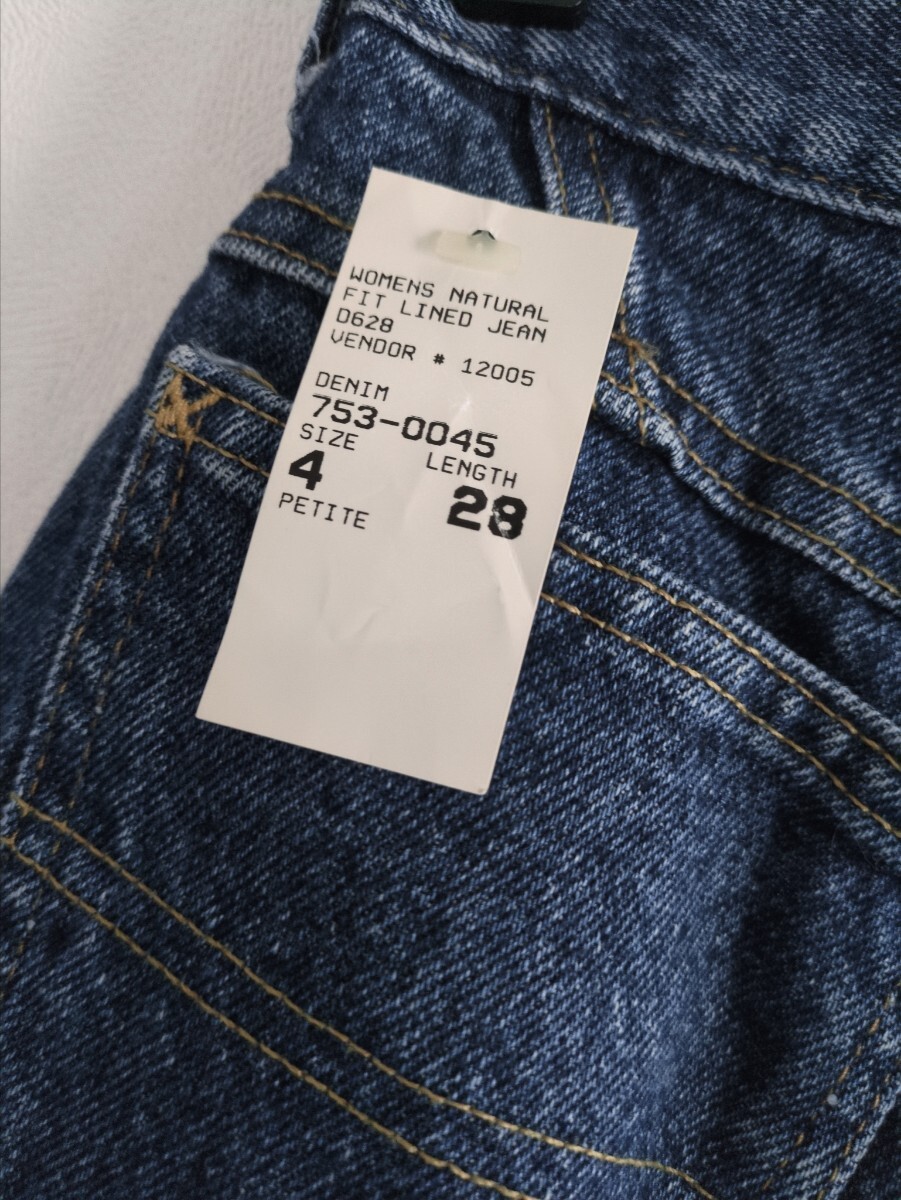 WOMENS NATURAL
FIT LINED JEAN
D628
VENDOR # 12005
DENIM
753-0045
SIZE LENGTH
4 28
PETITE